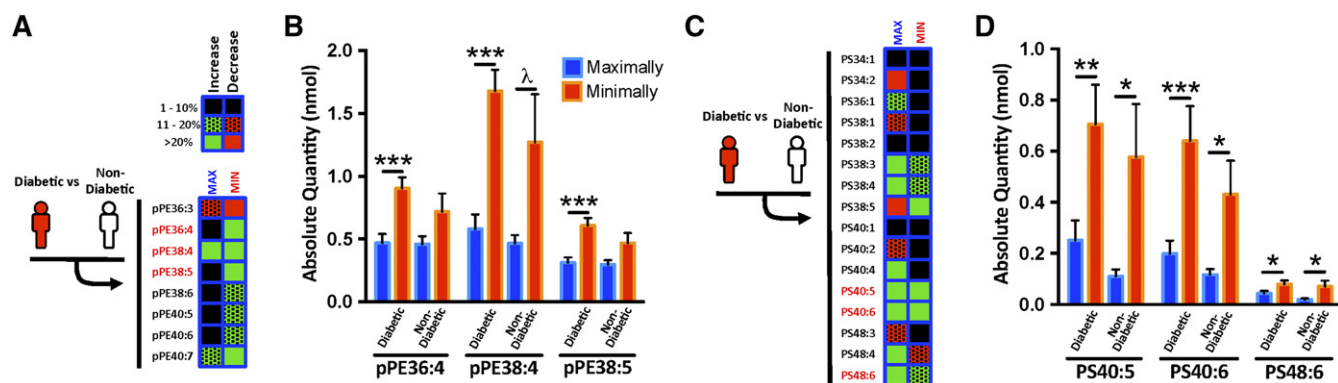 A
Increase
Decrease
1 - 10%
11 - 20%
>20%
Diabetic vs
Non-
Diabetic
MAX
MIN
pPE36:3
pPE36:4
pPE38:4
pPE38:5
pPE38:6
pPE40:5
pPE40:6
pPE40:7
B
Absolute Quantity (nmol)
2.0
1.5
1.0
0.5
0.0
***
***
λ
***
Maximally
Minimally
Diabetic
Non-
Diabetic
Diabetic
Non-
Diabetic
Diabetic
Non-
Diabetic
pPE36:4
pPE38:4
pPE38:5
C
Diabetic vs
Non-
Diabetic
MAX
MIN
PS34:1
PS34:2
PS36:1
PS38:1
PS38:2
PS38:3
PS38:4
PS38:5
PS40:1
PS40:2
PS40:4
PS40:5
PS40:6
PS48:3
PS48:4
PS48:6
D
Absolute Quantity (nmol)
1.0
0.8
0.6
0.4
0.2
0.0
**
*
***
*
*
*
Diabetic
Non-
Diabetic
Diabetic
Non-
Diabetic
Diabetic
Non-
Diabetic
PS40:5
PS40:6
PS48:6